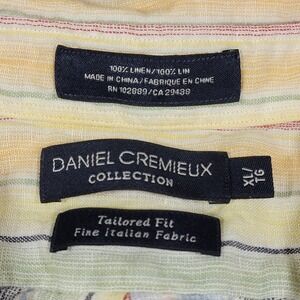 100% LINEN/100% LIN
MADE IN CHINA/FABRIQUE EN CHINE
RN 102889/CA 29438
DANIEL CREMIEUX
COLLECTION
XL/
TG
Tailored Fit
Fine Italian Fabric